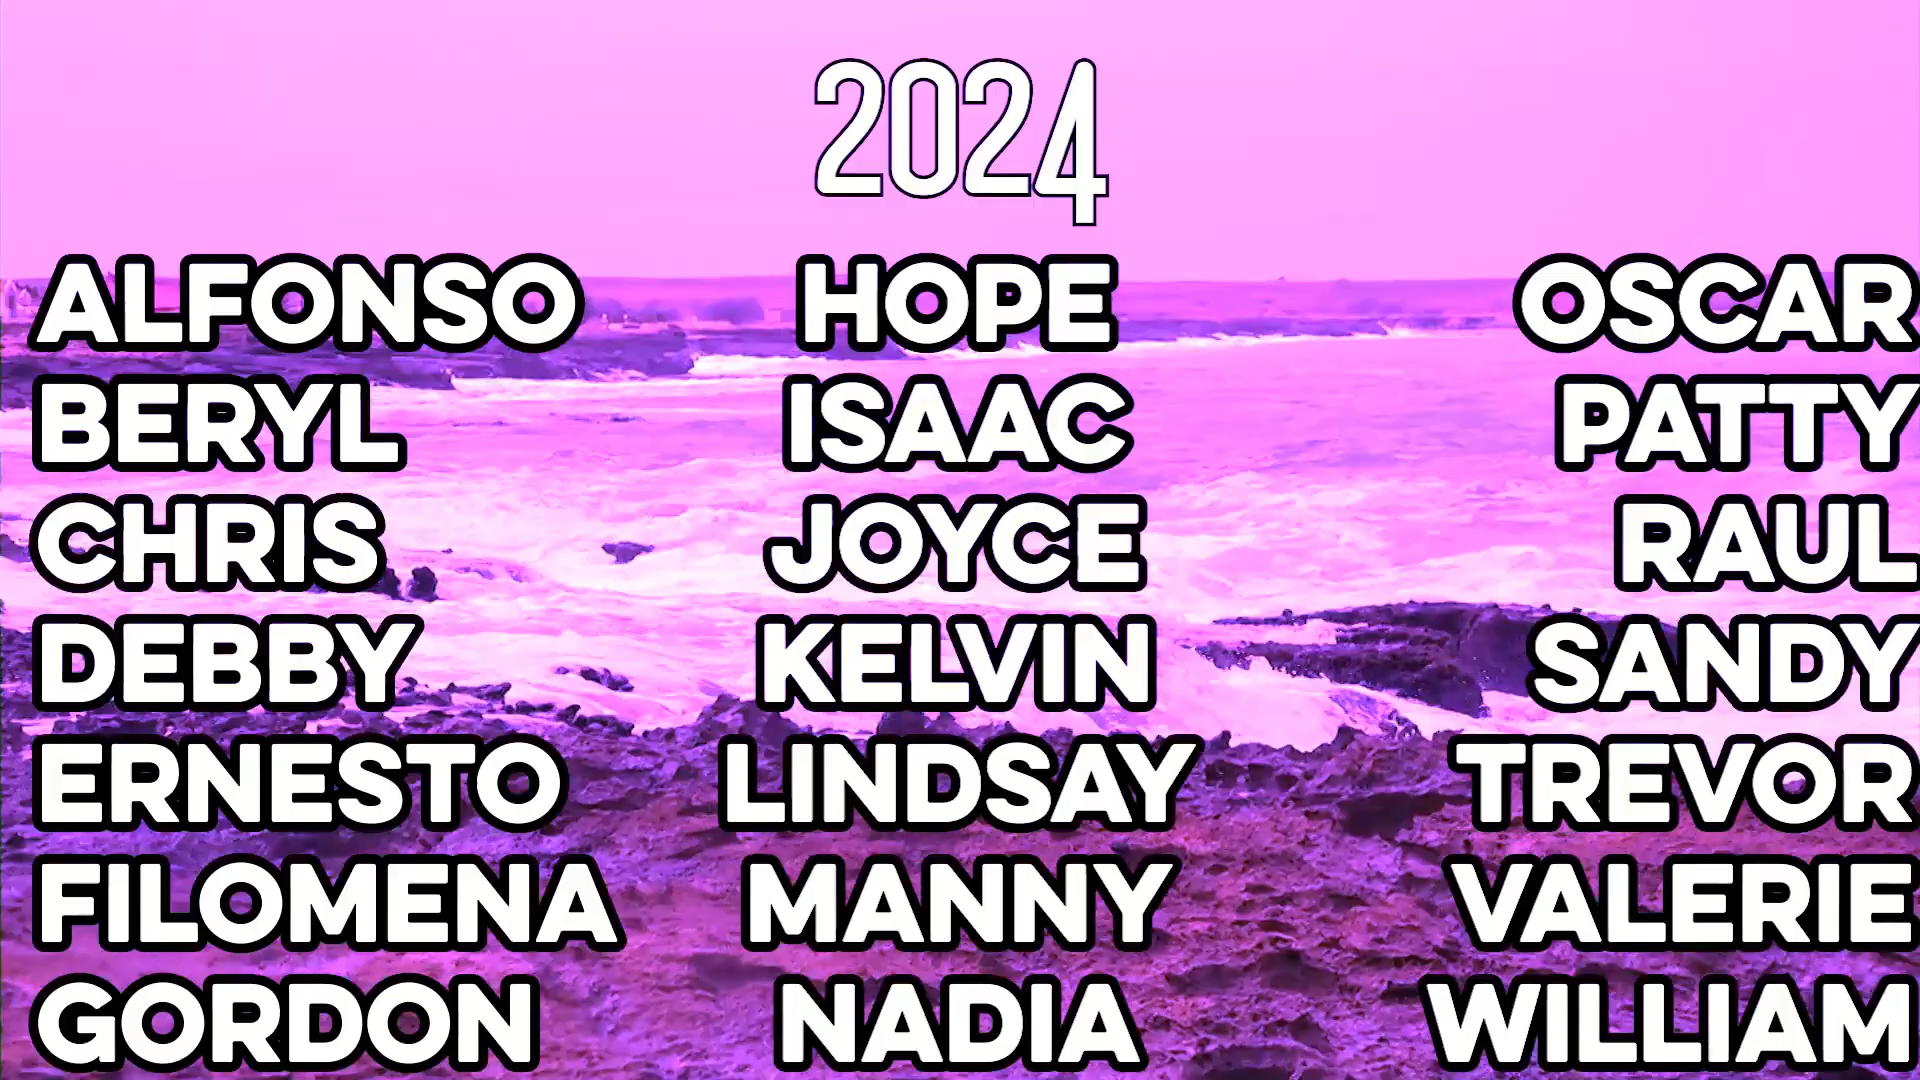 2024
ALFONSO
BERYL
CHRIS
DEBBY
ERNESTO
FILOMENA
GORDON
HOPE
ISAAC
JOYCE
KELVIN
LINDSAY
MANNY
NADIA
OSCAR
PATTY
RAUL
SANDY
TREVOR
VALERIE
WILLIAM